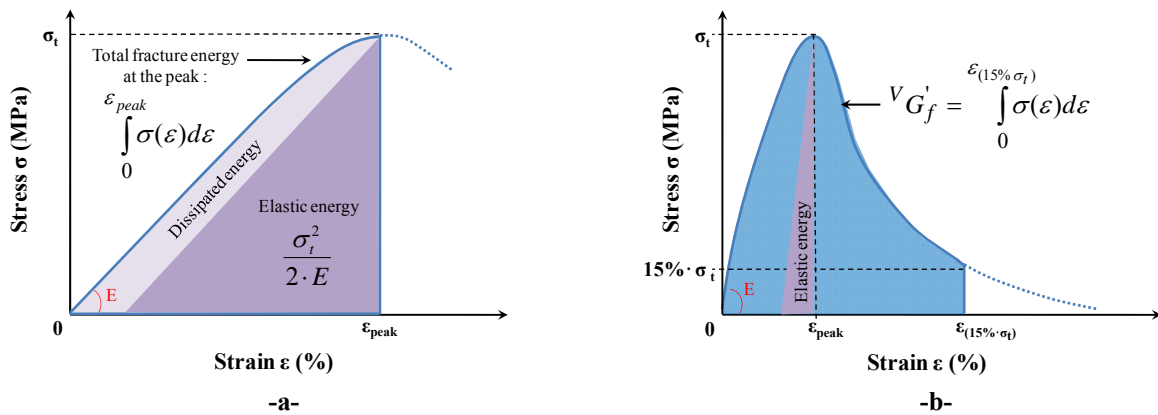 σt
Total fracture energy
at the peak :
εpeak
∫σ(ε)dε
0
Dissipated energy
Elastic energy
σt²
2 · E
E
0
εpeak
Stress σ (MPa)
Strain ε (%)
-a-
σt
ε(15% σt)
ⱽG'f = ∫σ(ε)dε
0
Elastic energy
15%· σt
E
0
εpeak
ε(15%·σt)
Stress σ (MPa)
Strain ε (%)
-b-